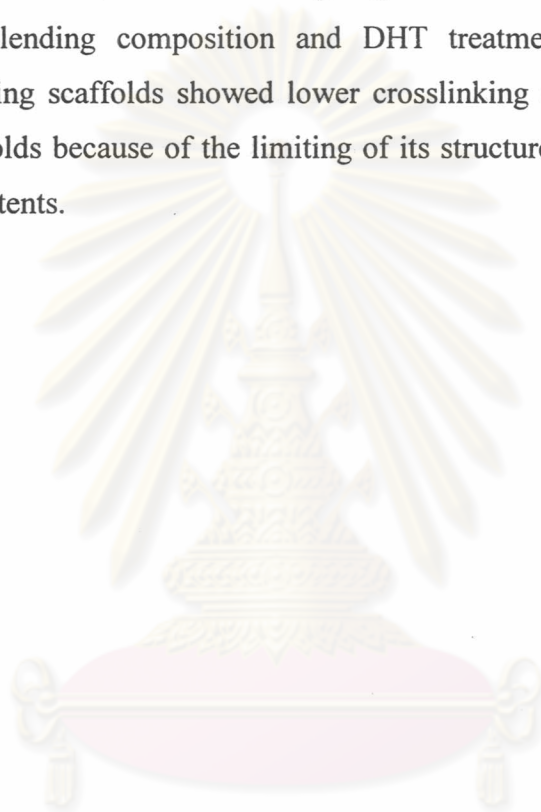 lending composition and DHT treatme
ing scaffolds showed lower crosslinking
olds because of the limiting of its structure
tents.